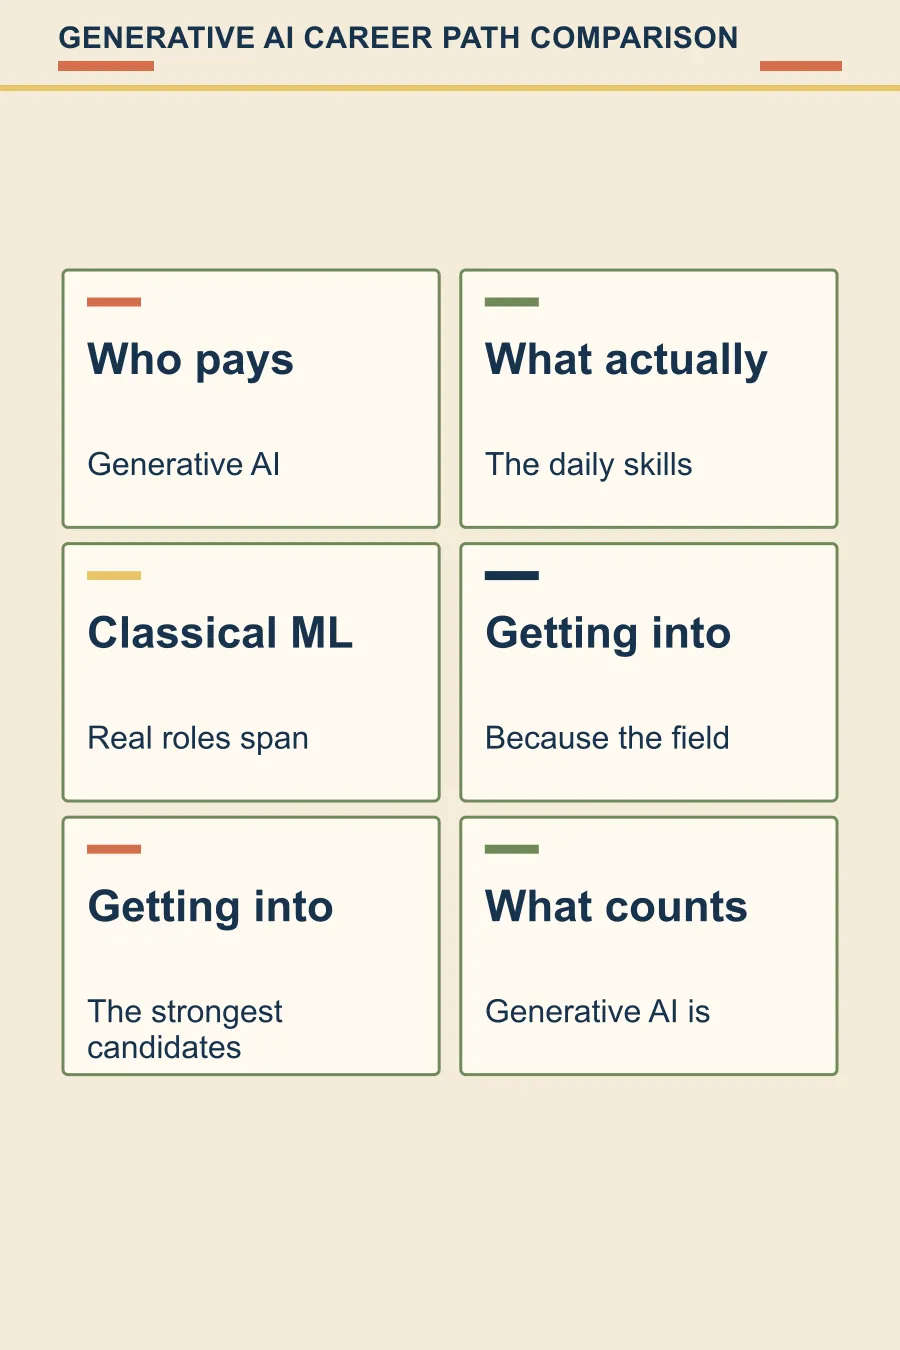 GENERATIVE AI CAREER PATH COMPARISON
Who pays
Generative AI
What actually
The daily skills
Classical ML
Real roles span
Getting into
Because the field
Getting into
The strongest
candidates
What counts
Generative AI is